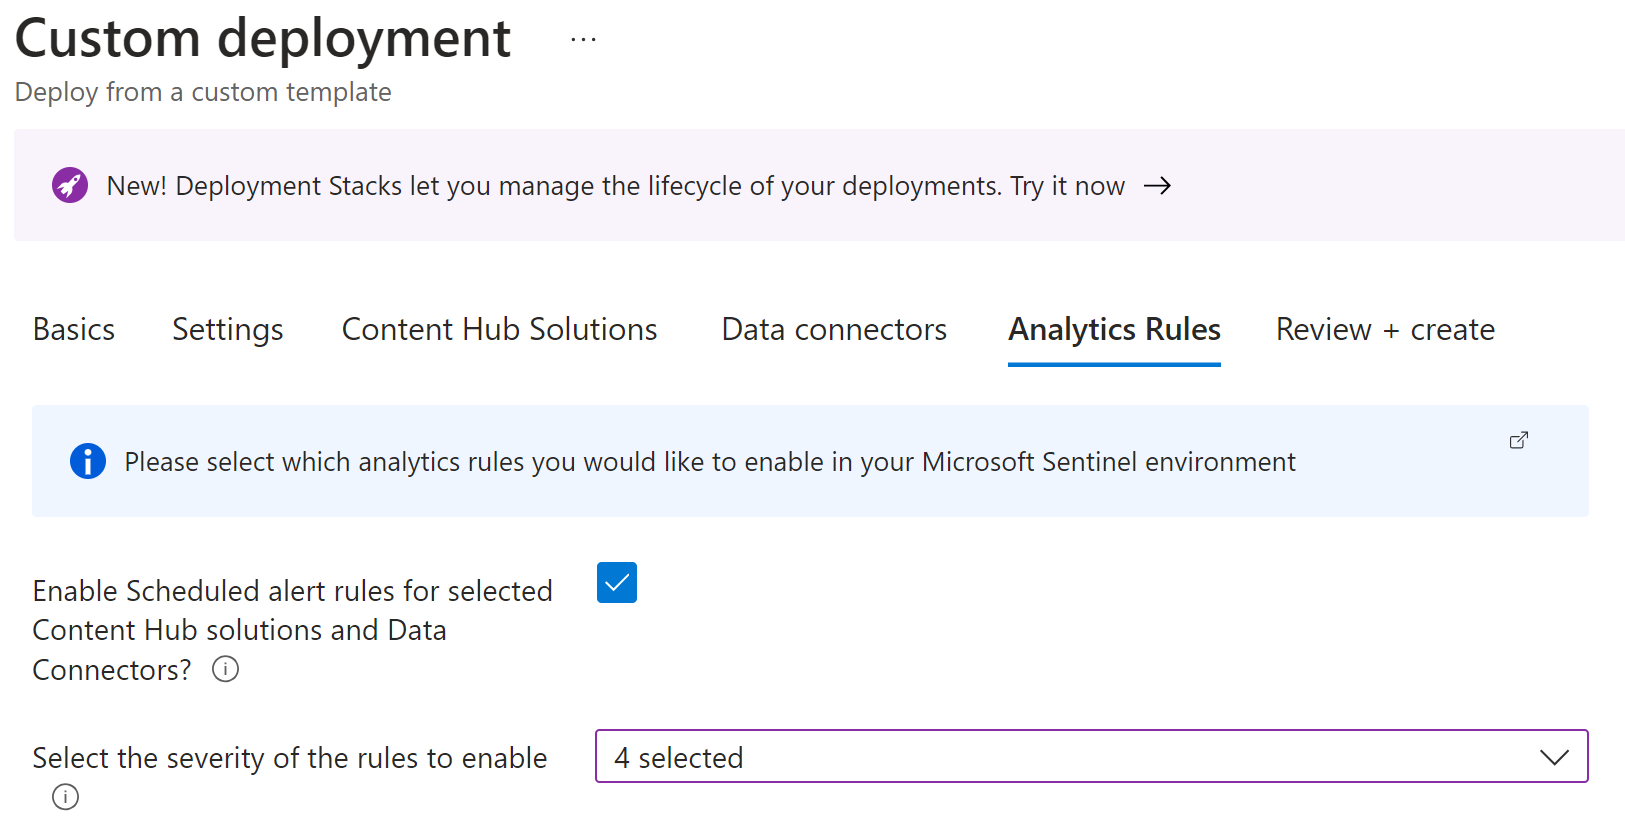 Custom deployment ...
Deploy from a custom template
New! Deployment Stacks let you manage the lifecycle of your deployments. Try it now →
Basics Settings Content Hub Solutions Data connectors Analytics Rules Review + create
Please select which analytics rules you would like to enable in your Microsoft Sentinel environment
Enable Scheduled alert rules for selected
Content Hub solutions and Data
Connectors?
Select the severity of the rules to enable
4 selected